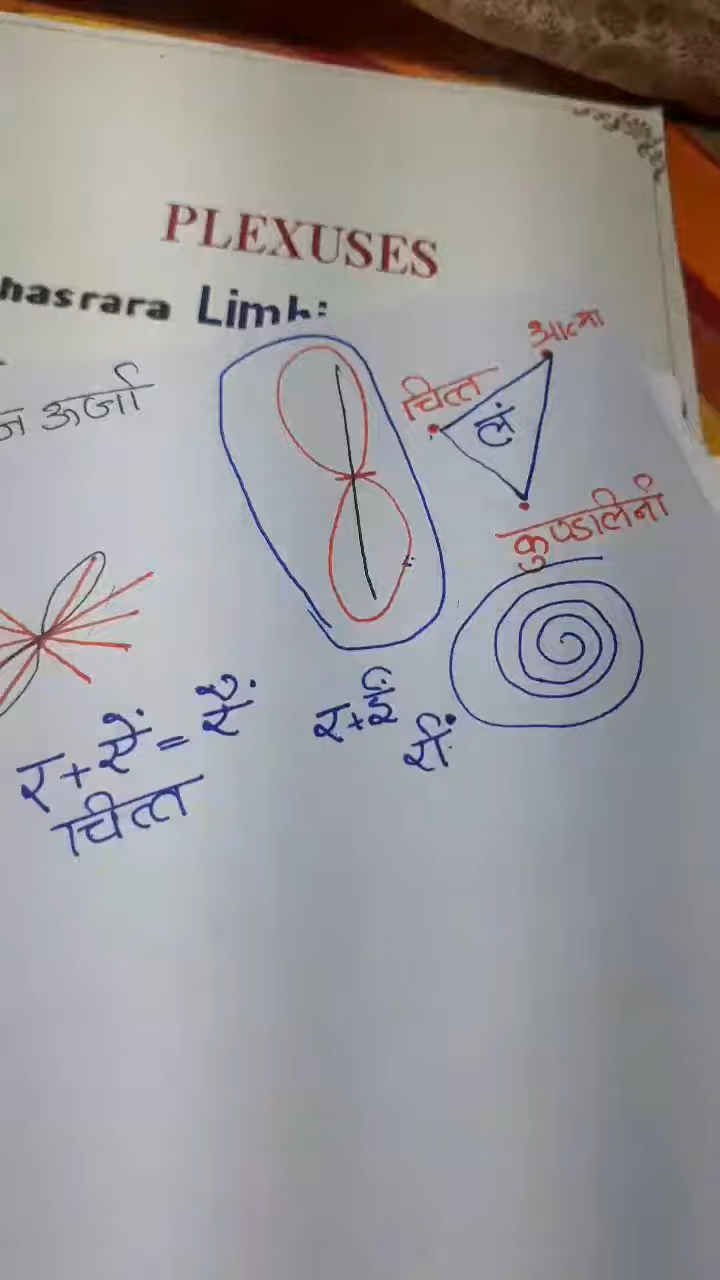 PLEXUSES
hasrara Limb:
ज ऊर्जा
आत्मा
चित्त
लं
कुण्डलिनी
र + ऐं = रैं
र + ईं
रीं
चित्त